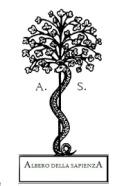 A. S.
ALBERO DELLA SAPIENZA